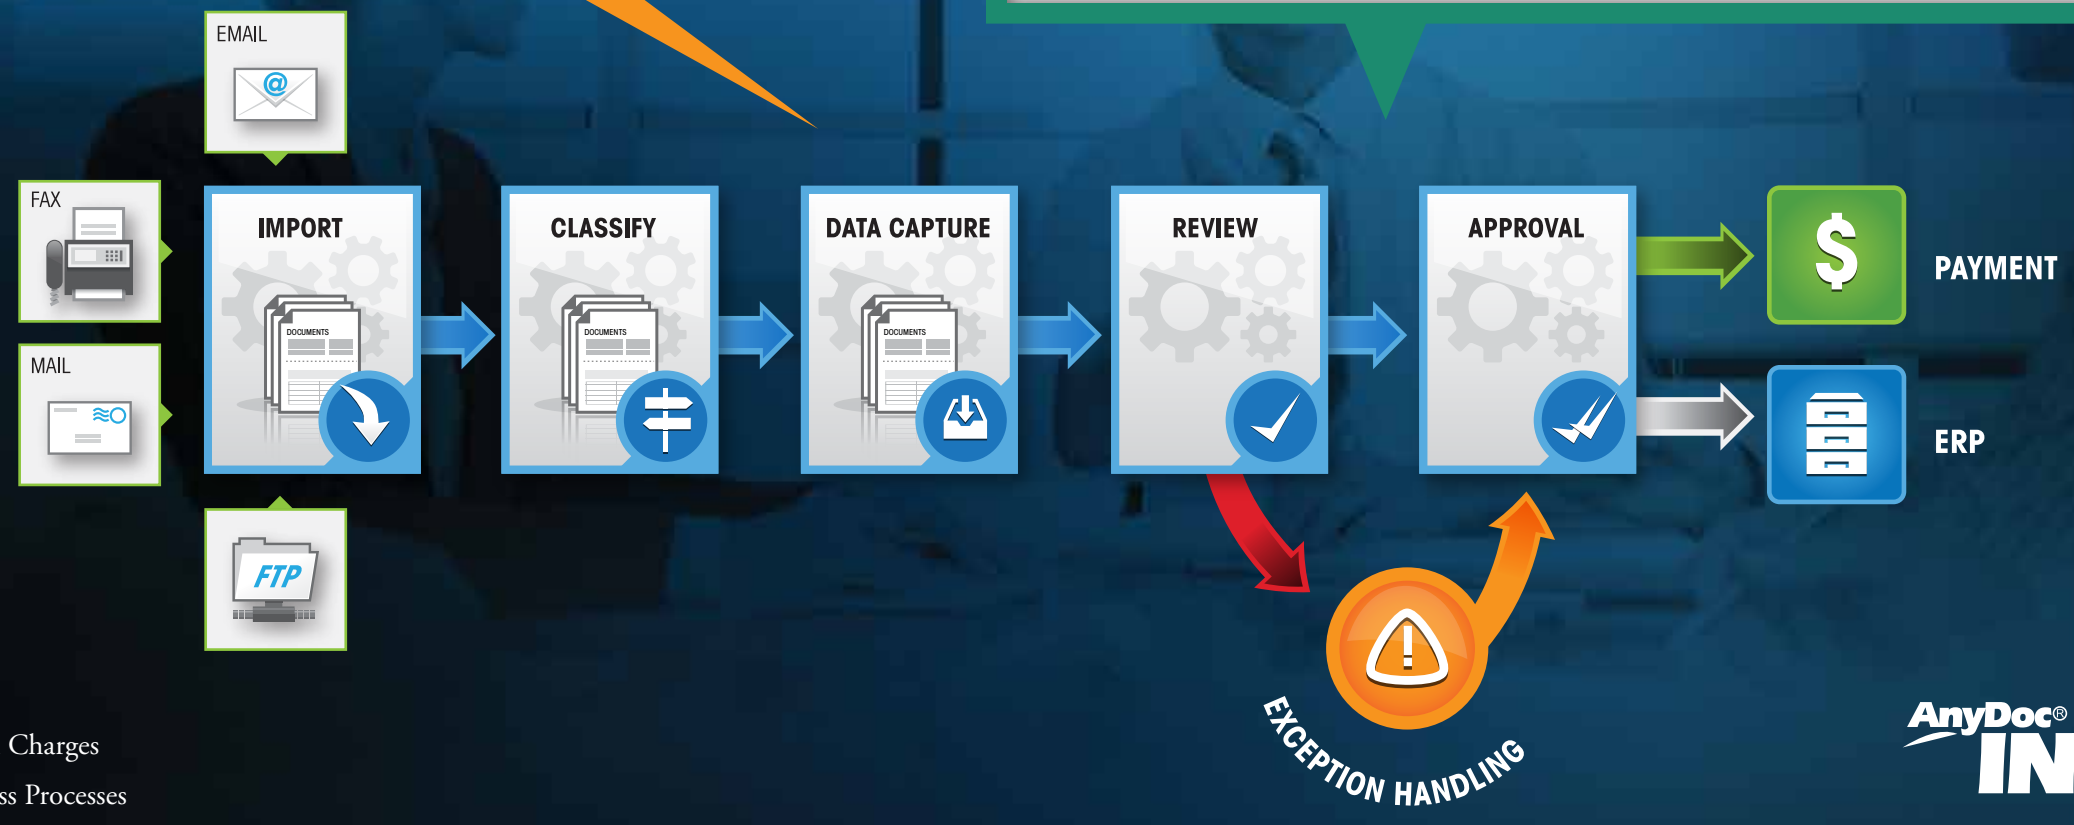 EMAIL
@
FAX
MAIL
FTP
IMPORT
DOCUMENTS
CLASSIFY
DOCUMENTS
DATA CAPTURE
DOCUMENTS
REVIEW
APPROVAL
$
PAYMENT
ERP
!
EXCEPTION HANDLING
Charges
ss Processes
AnyDoc®
IN